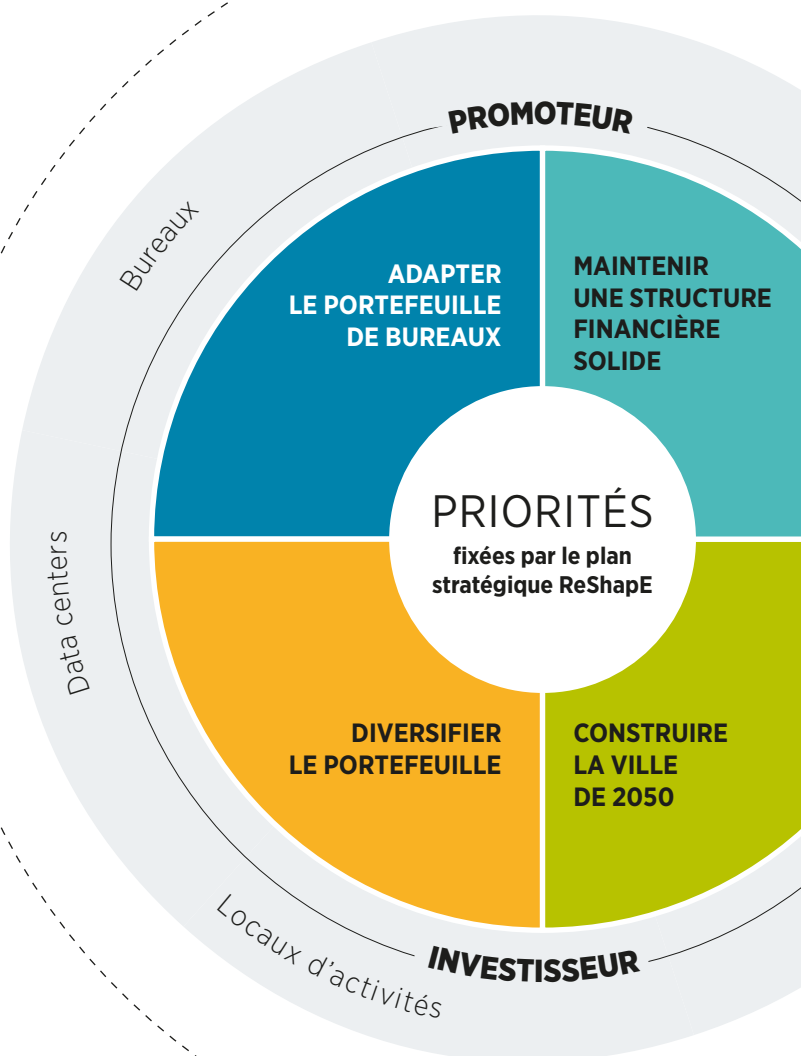 PROMOTEUR
Bureaux
ADAPTER
LE PORTEFEUILLE
DE BUREAUX
MAINTENIR
UNE STRUCTURE
FINANCIÈRE
SOLIDE
PRIORITÉS
fixées par le plan
stratégique ReShapE
Data centers
DIVERSIFIER
LE PORTEFEUILLE
CONSTRUIRE
LA VILLE
DE 2050
Locaux d'activités
INVESTISSEUR